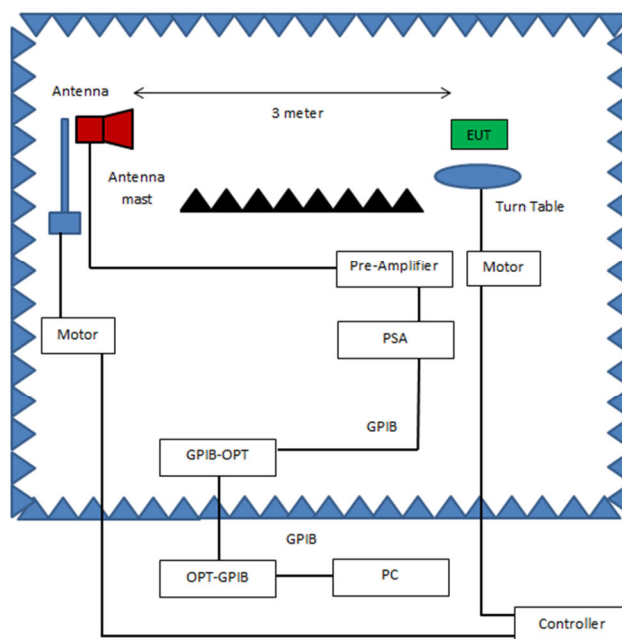 Antenna
3 meter
EUT
Antenna
mast
Turn Table
Pre-Amplifier
Motor
Motor
PSA
GPIB
GPIB-OPT
GPIB
OPT-GPIB
PC
Controller